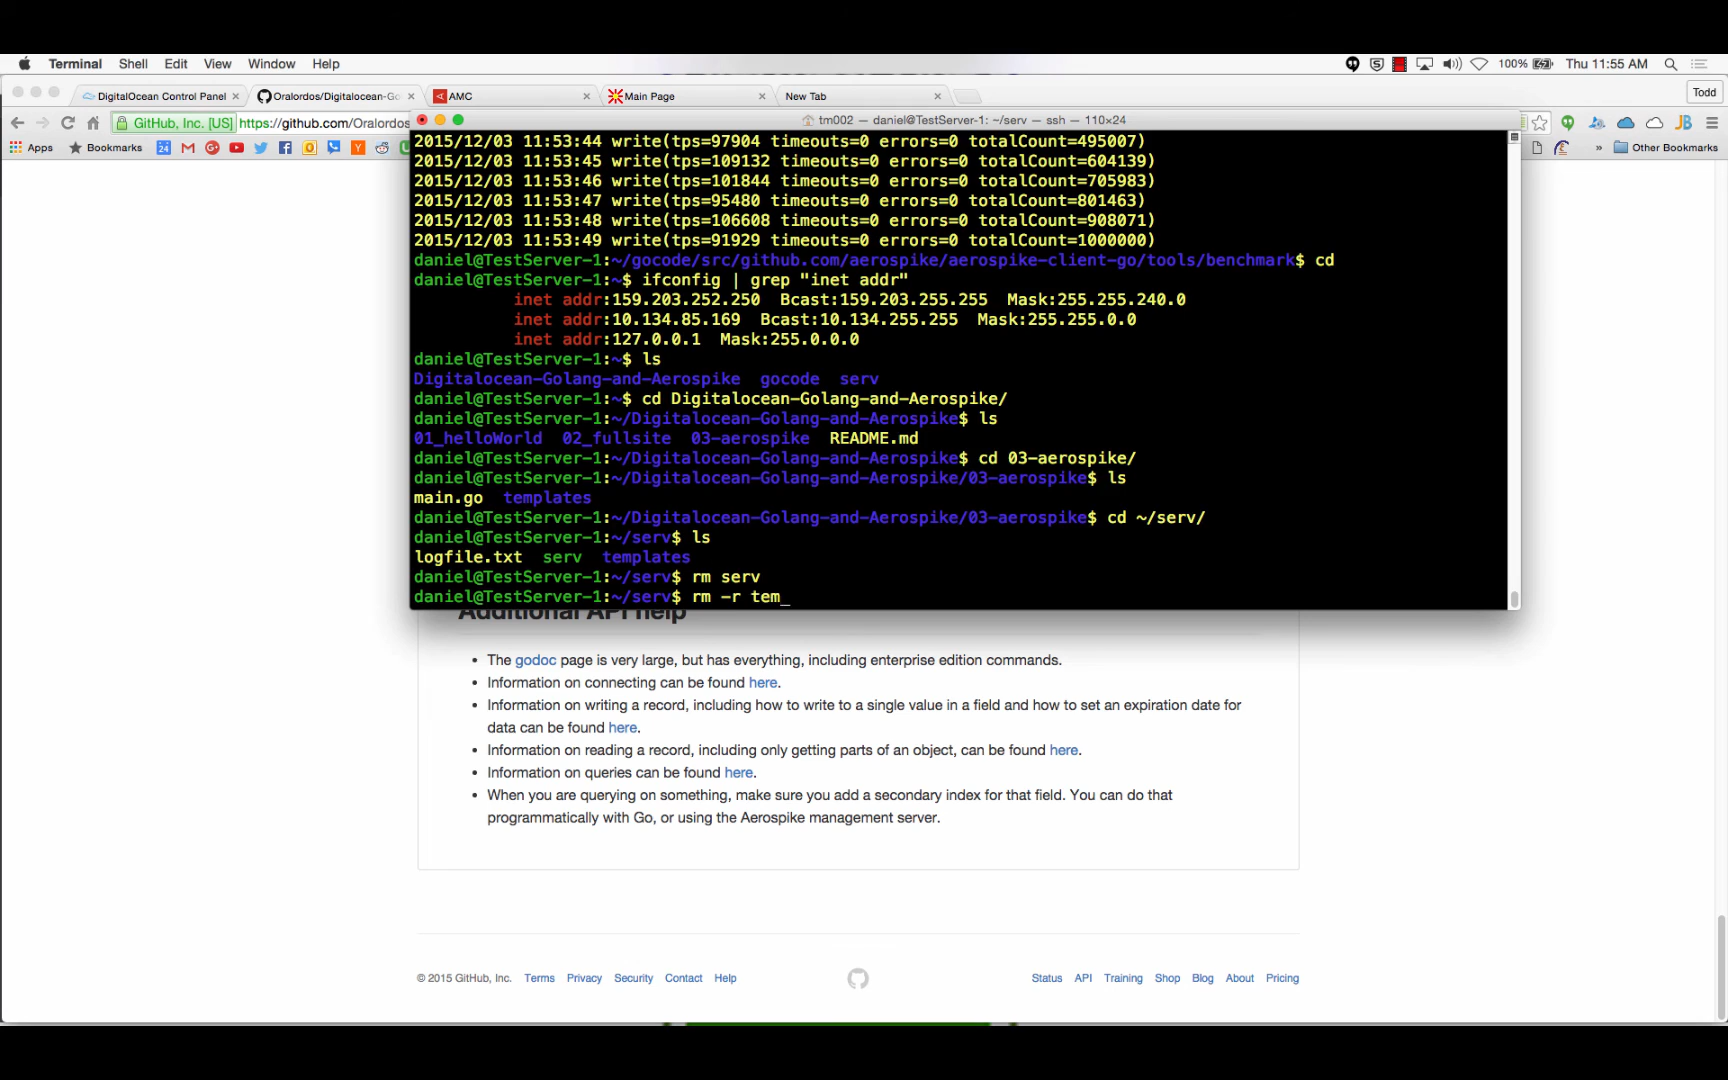 Terminal Shell Edit View Window Help 100% Thu 11:55 AM
DigitalOcean Control Panel × Oralordos/Digitalocean-Go × AMC × Main Page × New Tab × Todd
GitHub, Inc. [US] https://github.com/Oralordos
Apps Bookmarks 24 » Other Bookmarks
tm002 — daniel@TestServer-1: ~/serv — ssh — 110×24
2015/12/03 11:53:44 write(tps=97904 timeouts=0 errors=0 totalCount=495007)
2015/12/03 11:53:45 write(tps=109132 timeouts=0 errors=0 totalCount=604139)
2015/12/03 11:53:46 write(tps=101844 timeouts=0 errors=0 totalCount=705983)
2015/12/03 11:53:47 write(tps=95480 timeouts=0 errors=0 totalCount=801463)
2015/12/03 11:53:48 write(tps=106608 timeouts=0 errors=0 totalCount=908071)
2015/12/03 11:53:49 write(tps=91929 timeouts=0 errors=0 totalCount=1000000)
daniel@TestServer-1:~/gocode/src/github.com/aerospike/aerospike-client-go/tools/benchmark$ cd
daniel@TestServer-1:~$ ifconfig | grep "inet addr"
inet addr:159.203.252.250 Bcast:159.203.255.255 Mask:255.255.240.0
inet addr:10.134.85.169 Bcast:10.134.255.255 Mask:255.255.0.0
inet addr:127.0.0.1 Mask:255.0.0.0
daniel@TestServer-1:~$ ls
Digitalocean-Golang-and-Aerospike gocode serv
daniel@TestServer-1:~$ cd Digitalocean-Golang-and-Aerospike/
daniel@TestServer-1:~/Digitalocean-Golang-and-Aerospike$ ls
01_helloWorld 02_fullsite 03-aerospike README.md
daniel@TestServer-1:~/Digitalocean-Golang-and-Aerospike$ cd 03-aerospike/
daniel@TestServer-1:~/Digitalocean-Golang-and-Aerospike/03-aerospike$ ls
main.go templates
daniel@TestServer-1:~/Digitalocean-Golang-and-Aerospike/03-aerospike$ cd ~/serv/
daniel@TestServer-1:~/serv$ ls
logfile.txt serv templates
daniel@TestServer-1:~/serv$ rm serv
daniel@TestServer-1:~/serv$ rm -r tem_
Additional API help
• The godoc page is very large, but has everything, including enterprise edition commands.
• Information on connecting can be found here.
• Information on writing a record, including how to write to a single value in a field and how to set an expiration date for
data can be found here.
• Information on reading a record, including only getting parts of an object, can be found here.
• Information on queries can be found here.
• When you are querying on something, make sure you add a secondary index for that field. You can do that
programmatically with Go, or using the Aerospike management server.
© 2015 GitHub, Inc. Terms Privacy Security Contact Help Status API Training Shop Blog About Pricing